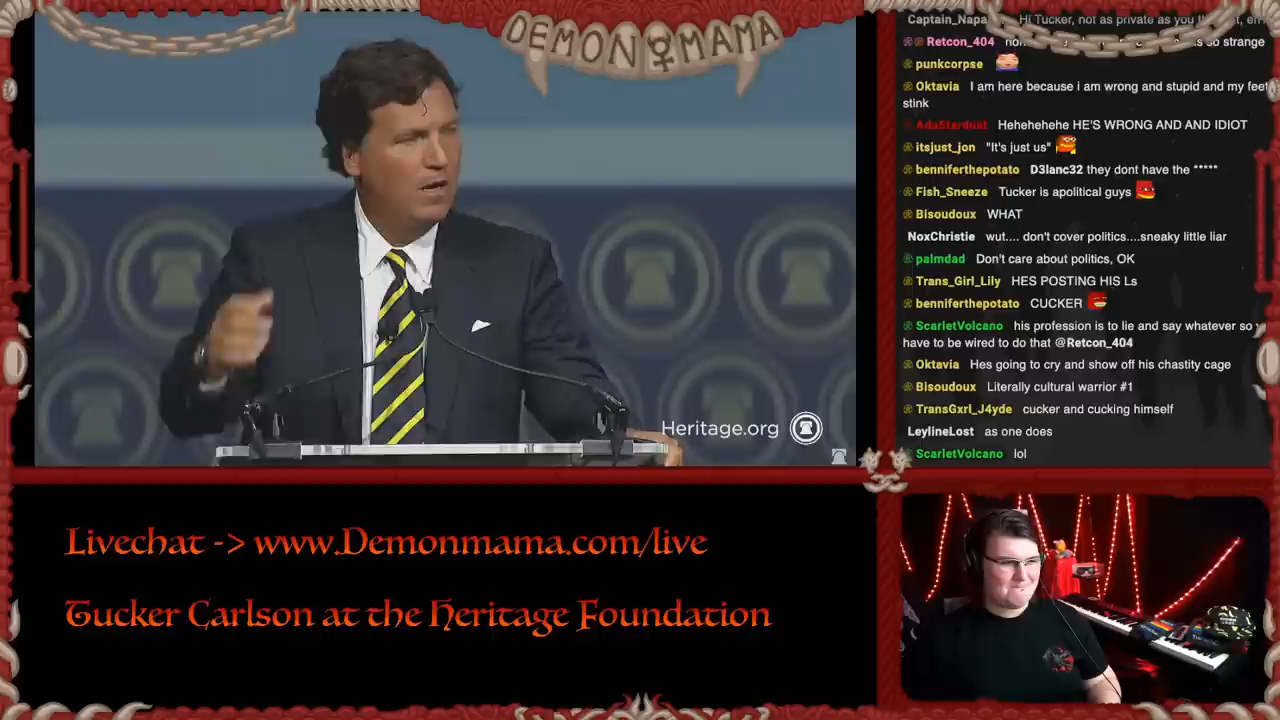 DEMON MAMA
Captain_Napa Hi Tucker, not as private as you
Retcon_404 so strange
punkcorpse
Oktavia I am here because i am wrong and stupid and my feet
stink
AdaStardust Hehehehehe HE'S WRONG AND AND IDIOT
itsjust_jon "It's just us"
benniferthepotato D3lanc32 they dont have the *****
Fish_Sneeze Tucker is apolitical guys
Bisoudoux WHAT
NoxChristie wut.... don't cover politics....sneaky little liar
palmdad Don't care about politics, OK
Trans_Girl_Lily HES POSTING HIS Ls
benniferthepotato CUCKER
ScarletVolcano his profession is to lie and say whatever so
have to be wired to do that @Retcon_404
Oktavia Hes going to cry and show off his chastity cage
Bisoudoux Literally cultural warrior #1
TransGxrl_J4yde cucker and cucking himself
LeylineLost as one does
ScarletVolcano lol
Heritage.org
Livechat -> www.Demonmama.com/live
Tucker Carlson at the Heritage Foundation